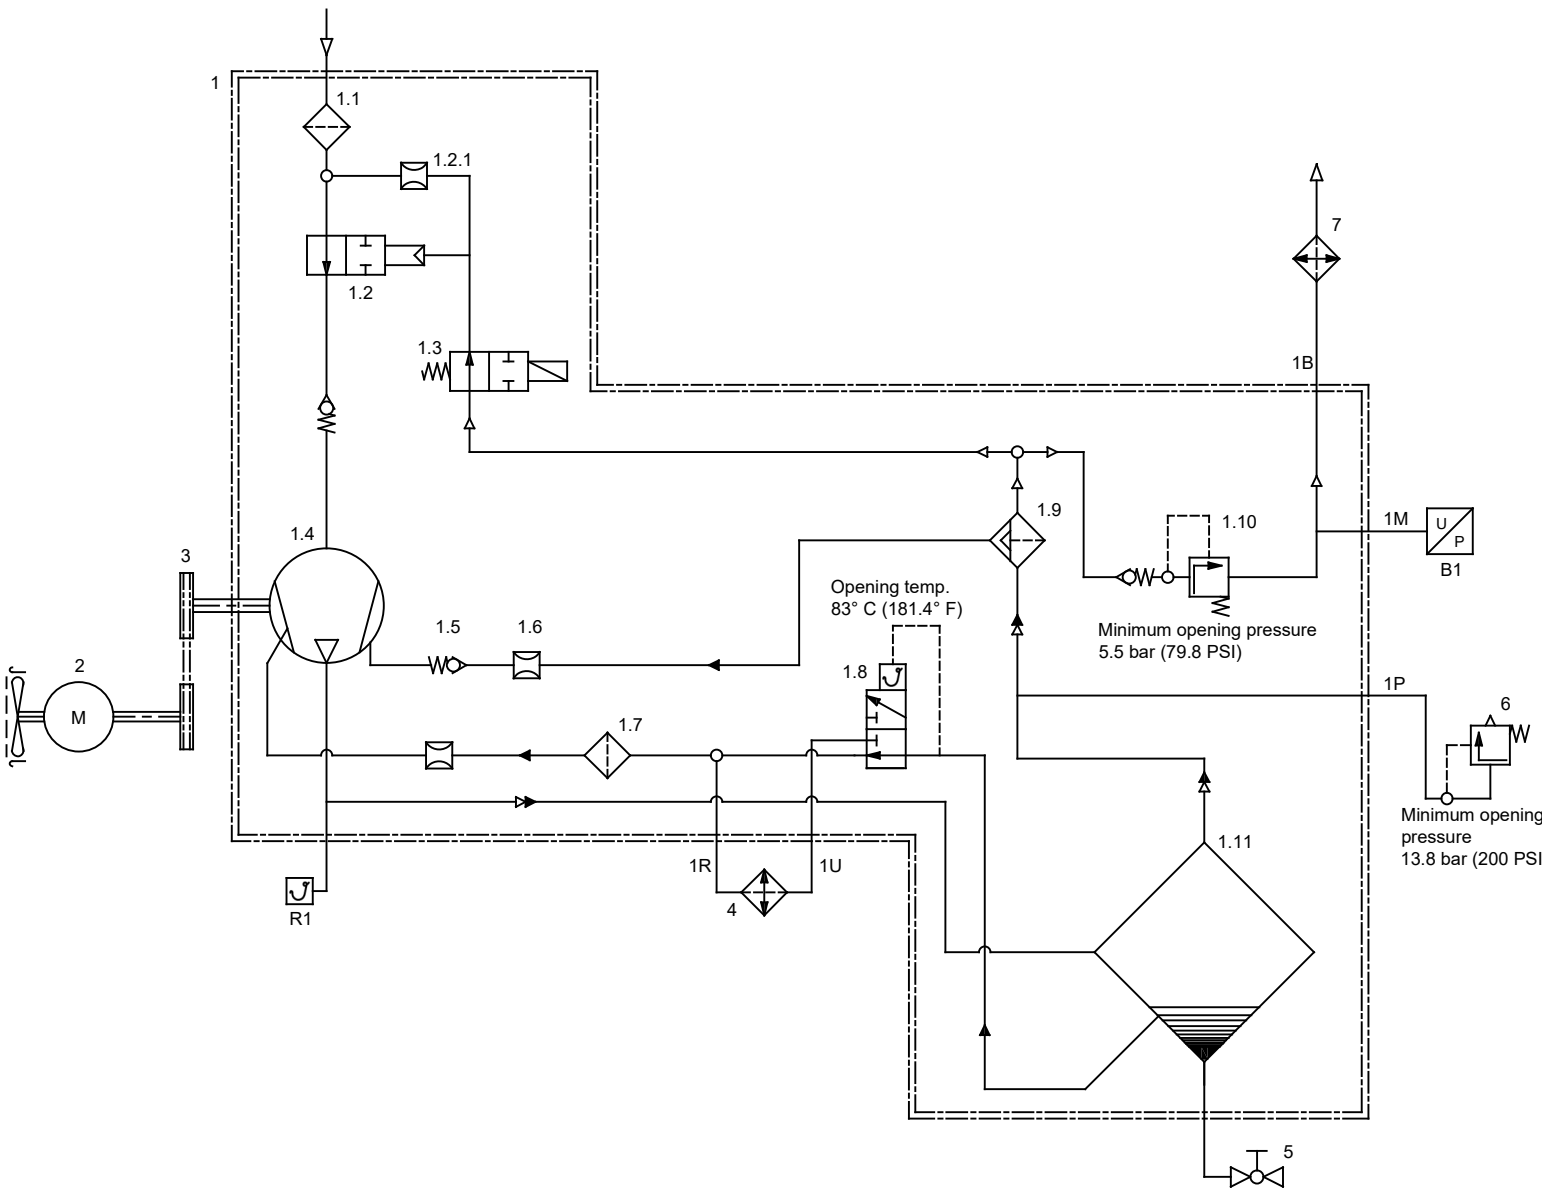 1
1.1
1.2.1
1.2
1.3
7
1B
1.4
1.9
1.10
1M
U
P
B1
3
Opening temp.
83° C (181.4° F)
1.5
1.6
Minimum opening pressure
5.5 bar (79.8 PSI)
2
M
1.8
1P
6
1.7
Minimum opening
pressure
13.8 bar (200 PSI
1.11
1R
1U
4
R1
N
5